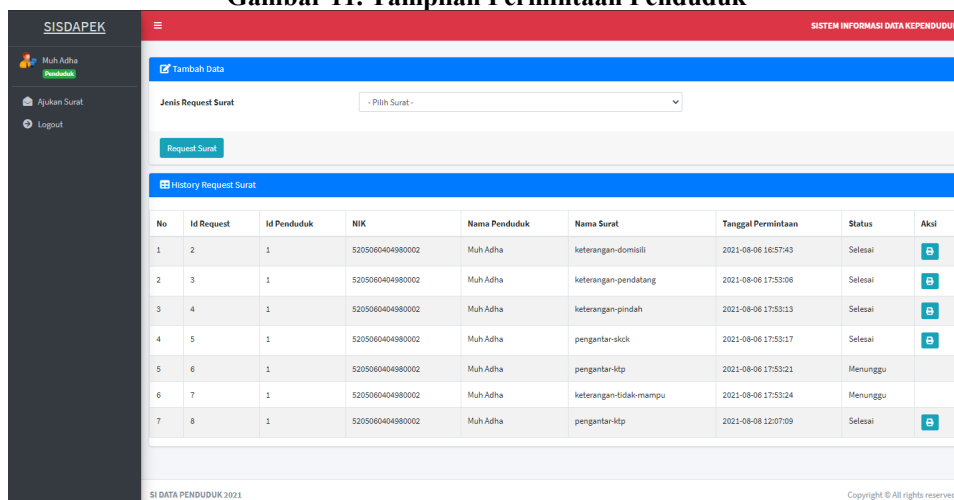 Gambar 11. Tampilan Permintaan Penduduk
SISDAPEK
SISTEM INFORMASI DATA KEPENDUDU
Muh Adha
Penduduk
Ajukan Surat
Logout
Tambah Data
Jenis Request Surat
- Pilih Surat -
Request Surat
History Request Surat
No Id Request Id Penduduk NIK Nama Penduduk Nama Surat Tanggal Permintaan Status Aksi
1 2 1 5205060404980002 Muh Adha keterangan-domisili 2021-08-06 16:57:43 Selesai
2 3 1 5205060404980002 Muh Adha keterangan-pendatang 2021-08-06 17:53:06 Selesai
3 4 1 5205060404980002 Muh Adha keterangan-pindah 2021-08-06 17:53:13 Selesai
4 5 1 5205060404980002 Muh Adha pengantar-skck 2021-08-06 17:53:17 Selesai
5 6 1 5205060404980002 Muh Adha pengantar-ktp 2021-08-06 17:53:21 Menunggu
6 7 1 5205060404980002 Muh Adha keterangan-tidak-mampu 2021-08-06 17:53:24 Menunggu
7 8 1 5205060404980002 Muh Adha pengantar-ktp 2021-08-08 12:07:09 Selesai
SI DATA PENDUDUK 2021
Copyright © All rights reserved